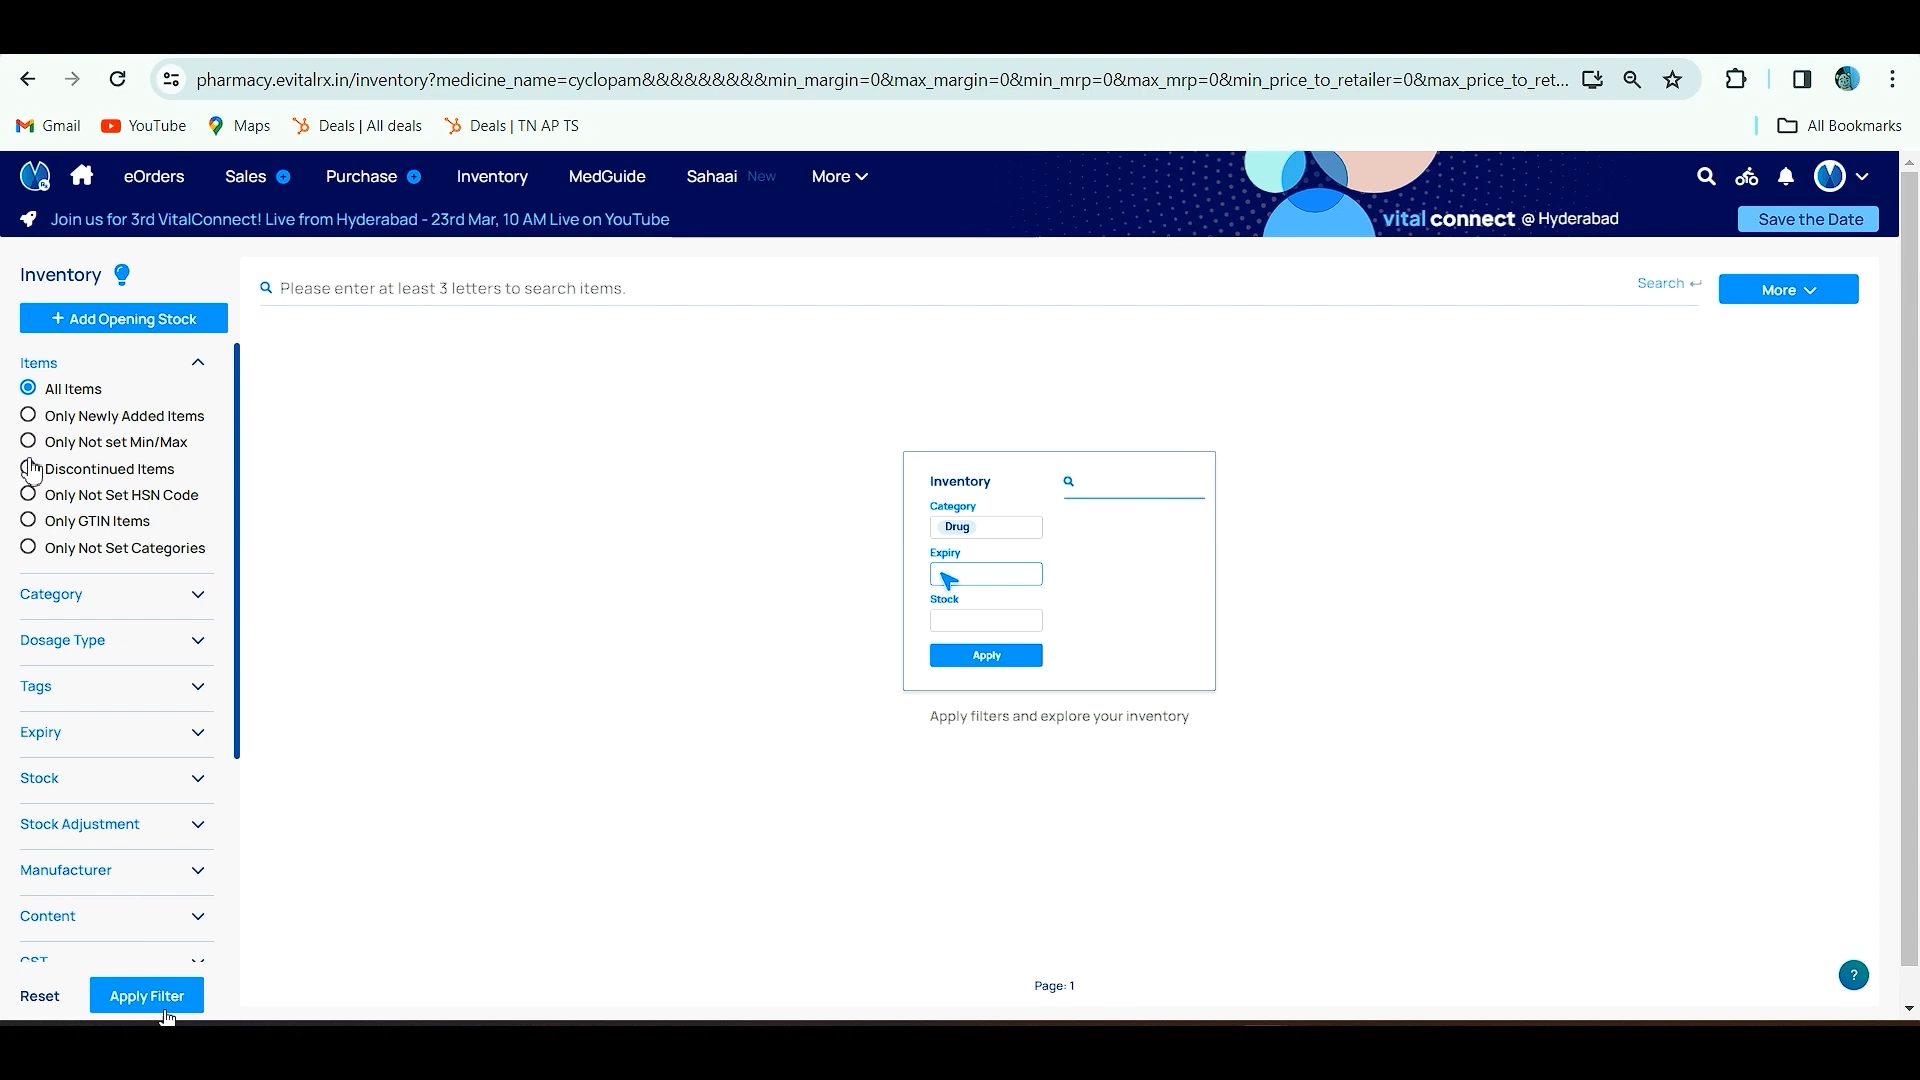 pharmacy.evitalrx.in/inventory?medicine_name=cyclopam&&&&&&&&&min_margin=0&max_margin=0&min_mrp=0&max_mrp=0&min_price_to_retailer=0&max_price_to_ret...
Gmail YouTube Maps Deals | All deals Deals | TN AP TS All Bookmarks
eOrders Sales Purchase Inventory MedGuide Sahaai New More
Join us for 3rd VitalConnect! Live from Hyderabad - 23rd Mar, 10 AM Live on YouTube vital connect @ Hyderabad Save the Date
Inventory
Please enter at least 3 letters to search items. Search More
+ Add Opening Stock
Items
All Items
Only Newly Added Items
Only Not set Min/Max
Discontinued Items
Only Not Set HSN Code
Only GTIN Items
Only Not Set Categories
Category
Dosage Type
Tags
Expiry
Stock
Stock Adjustment
Manufacturer
Content
GST
Reset Apply Filter
Inventory
Category
Drug
Expiry
Stock
Apply
Apply filters and explore your inventory
Page: 1
?